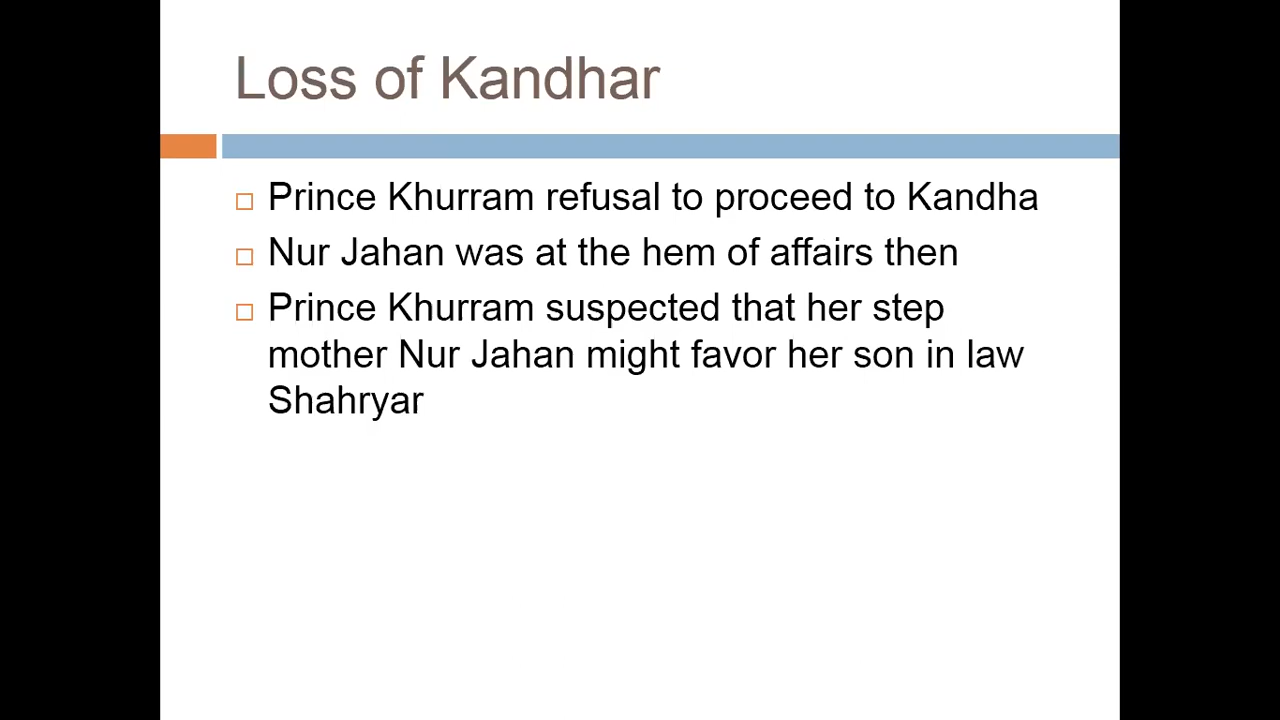 Loss of Kandhar
Prince Khurram refusal to proceed to Kandha
Nur Jahan was at the hem of affairs then
Prince Khurram suspected that her step
mother Nur Jahan might favor her son in law
Shahryar